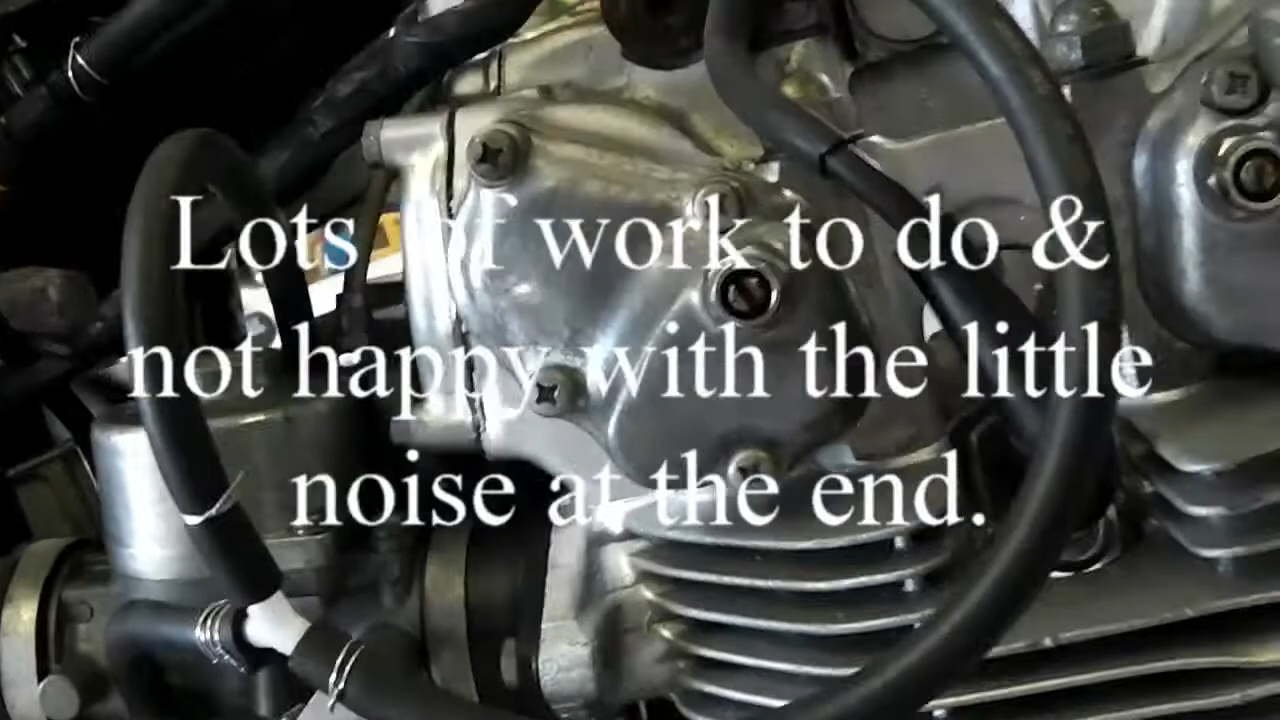 Lots of work to do &
not happy with the little
noise at the end.